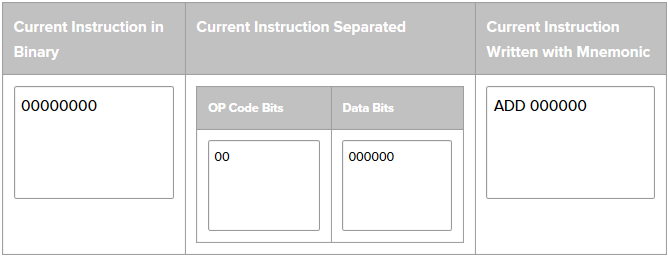 Current Instruction in
Binary
Current Instruction Separated
Current Instruction
Written with Mnemonic
00000000
OP Code Bits
Data Bits
00
000000
ADD 000000